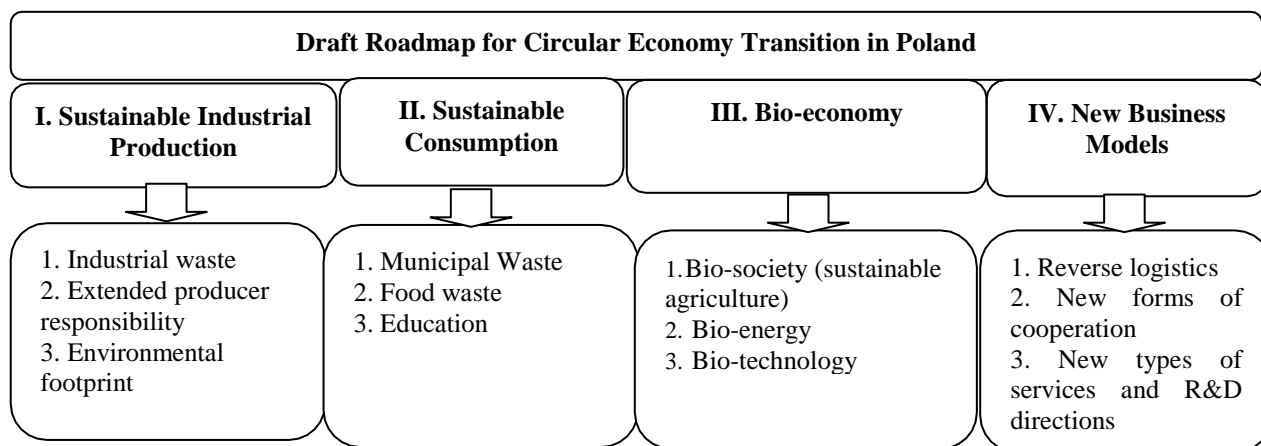 Draft Roadmap for Circular Economy Transition in Poland
I. Sustainable Industrial
Production
II. Sustainable
Consumption
III. Bio-economy
IV. New Business
Models
1. Industrial waste
2. Extended producer
responsibility
3. Environmental
footprint
1. Municipal Waste
2. Food waste
3. Education
1.Bio-society (sustainable
agriculture)
2. Bio-energy
3. Bio-technology
1. Reverse logistics
2. New forms of
cooperation
3. New types of
services and R&D
directions